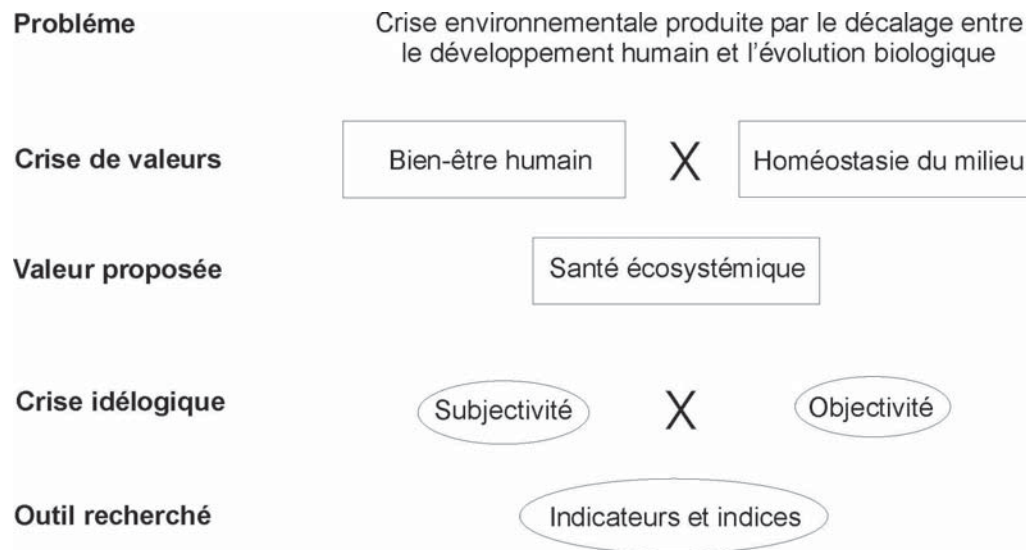 Probléme
Crise environnementale produite par le décalage entre
le développement humain et l'évolution biologique
Crise de valeurs
Bien-être humain
X
Homéostasie du milieu
Valeur proposée
Santé écosystémique
Crise idélogique
Subjectivité
X
Objectivité
Outil recherché
Indicateurs et indices